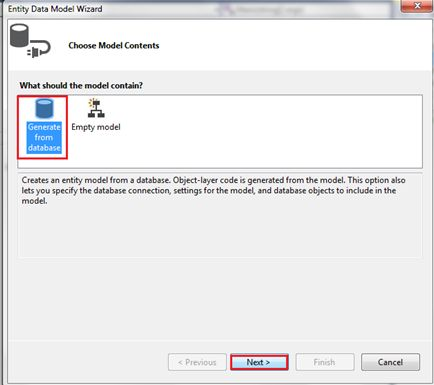 Entity Data Model Wizard
Choose Model Contents
What should the model contain?
Generate from database
Empty model
Creates an entity model from a database. Object-layer code is generated from the model. This option also
lets you specify the database connection, settings for the model, and database objects to include in the
model.
< Previous
Next >
Finish
Cancel